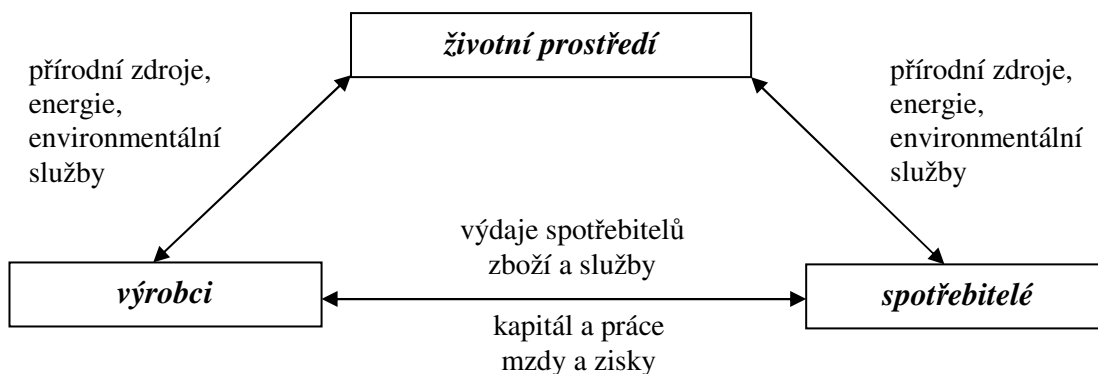 životní prostředí
přírodní zdroje,
energie,
environmentální
služby
přírodní zdroje,
energie,
environmentální
služby
výdaje spotřebitelů
zboží a služby
výrobci
spotřebitelé
kapitál a práce
mzdy a zisky